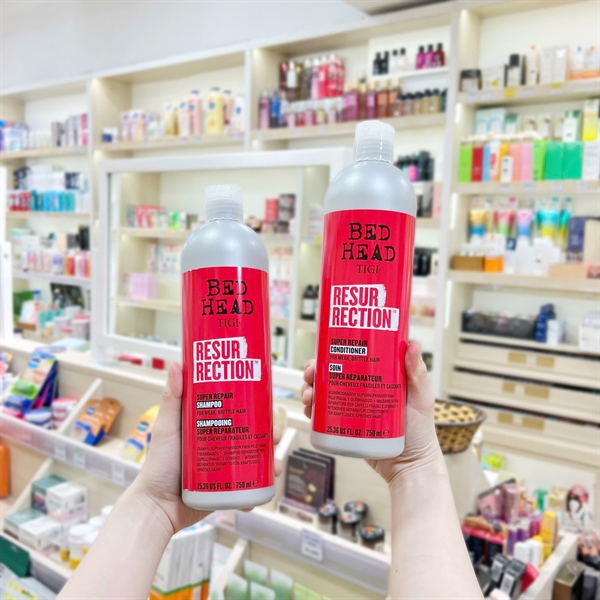 BED
HEAD
TIGI
RESUR
RECTION™
SUPER REPAIR
SHAMPOO
FOR WEAK, BRITTLE HAIR
SHAMPOOING
SUPER RÉPARATEUR
POUR CHEVEUX FRAGILES ET CASSANTS
25.36 US FL. OZ. / 750 ml e
BED
HEAD
TIGI
RESUR
RECTION™
SUPER REPAIR
CONDITIONER
FOR WEAK, BRITTLE HAIR
SOIN
SUPER RÉPARATEUR
POUR CHEVEUX FRAGILES ET CASSANTS
25.36 US FL. OZ. / 750 ml e